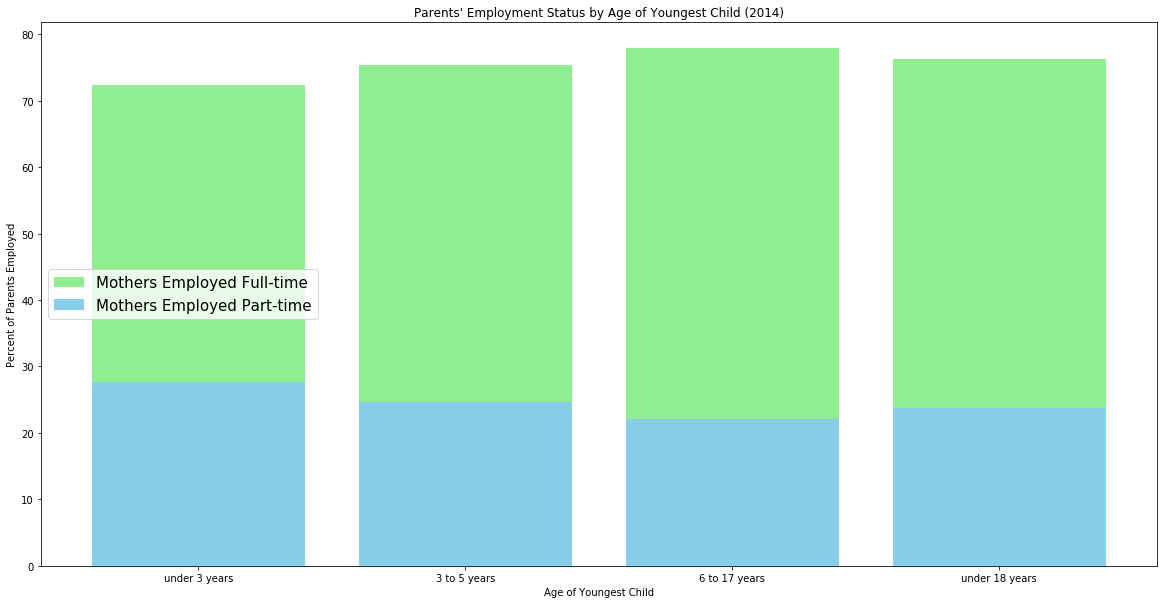 Parents' Employment Status by Age of Youngest Child (2014)
80
70
60
50
40
30
20
10
0
Percent of Parents Employed
Mothers Employed Full-time
Mothers Employed Part-time
under 3 years
3 to 5 years
6 to 17 years
under 18 years
Age of Youngest Child